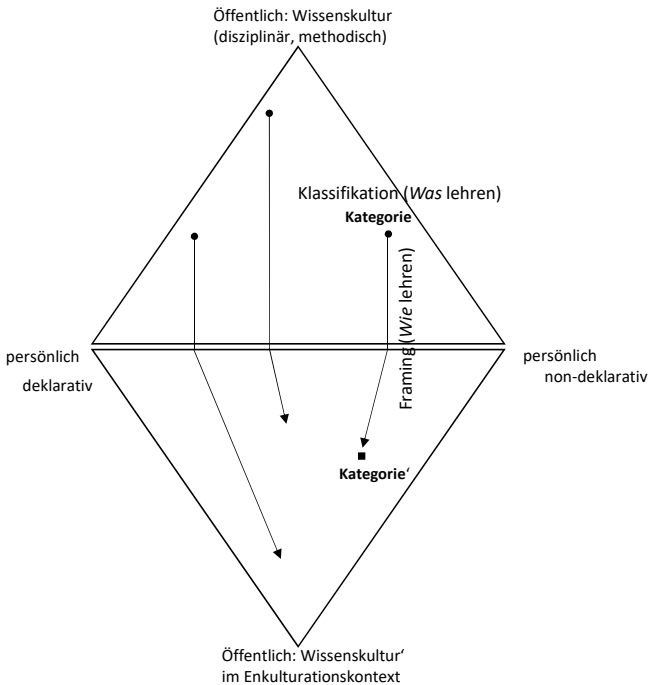 Öffentlich: Wissenskultur
(disziplinär, methodisch)
Klassifikation (Was lehren)
Kategorie
Framing (Wie lehren)
persönlich
deklarativ
persönlich
non-deklarativ
Kategorie‘
Öffentlich: Wissenskultur‘
im Enkulturationskontext